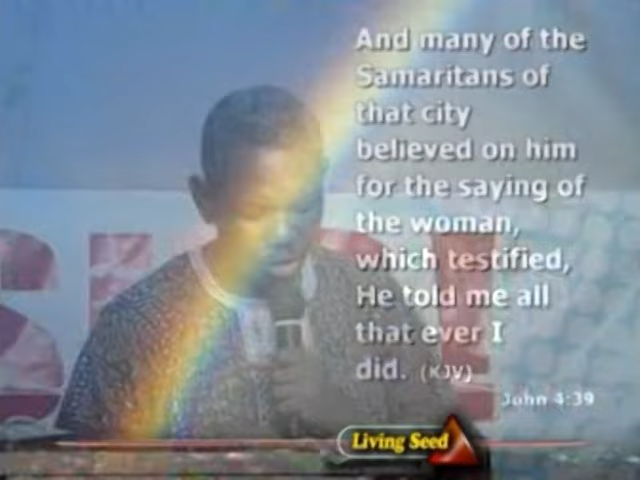 And many of the
Samaritans of
that city
believed on him
for the saying of
the woman,
which testified,
He told me all
that ever I
did. (KJV)
John 4:39
Living Seed